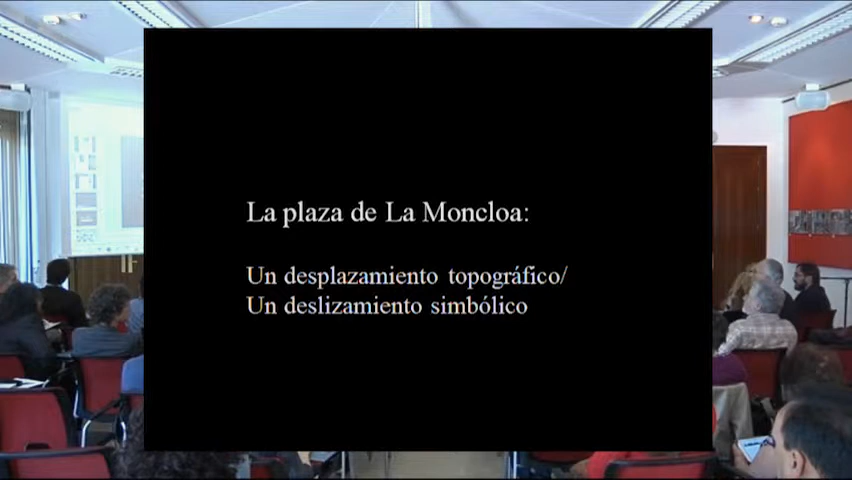 La plaza de La Moncloa:
Un desplazamiento topográfico/
Un deslizamiento simbólico